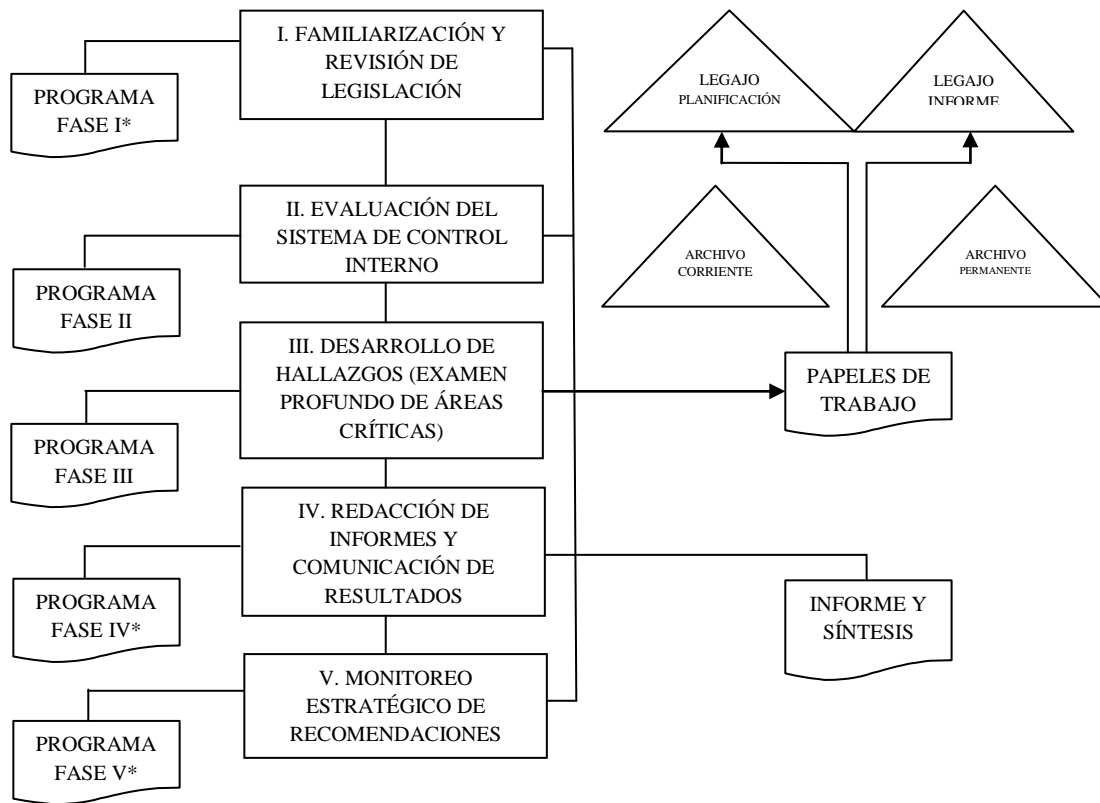 I. FAMILIARIZACIÓN Y
REVISIÓN DE
LEGISLACIÓN
PROGRAMA
FASE I*
LEGAJO
PLANIFICACIÓN
LEGAJO
INFORME
II. EVALUACIÓN DEL
SISTEMA DE CONTROL
INTERNO
PROGRAMA
FASE II
ARCHIVO
CORRIENTE
ARCHIVO
PERMANENTE
III. DESARROLLO DE
HALLAZGOS (EXAMEN
PROFUNDO DE ÁREAS
CRÍTICAS)
PROGRAMA
FASE III
PAPELES DE
TRABAJO
IV. REDACCIÓN DE
INFORMES Y
COMUNICACIÓN DE
RESULTADOS
PROGRAMA
FASE IV*
INFORME Y
SÍNTESIS
V. MONITOREO
ESTRATÉGICO DE
RECOMENDACIONES
PROGRAMA
FASE V*